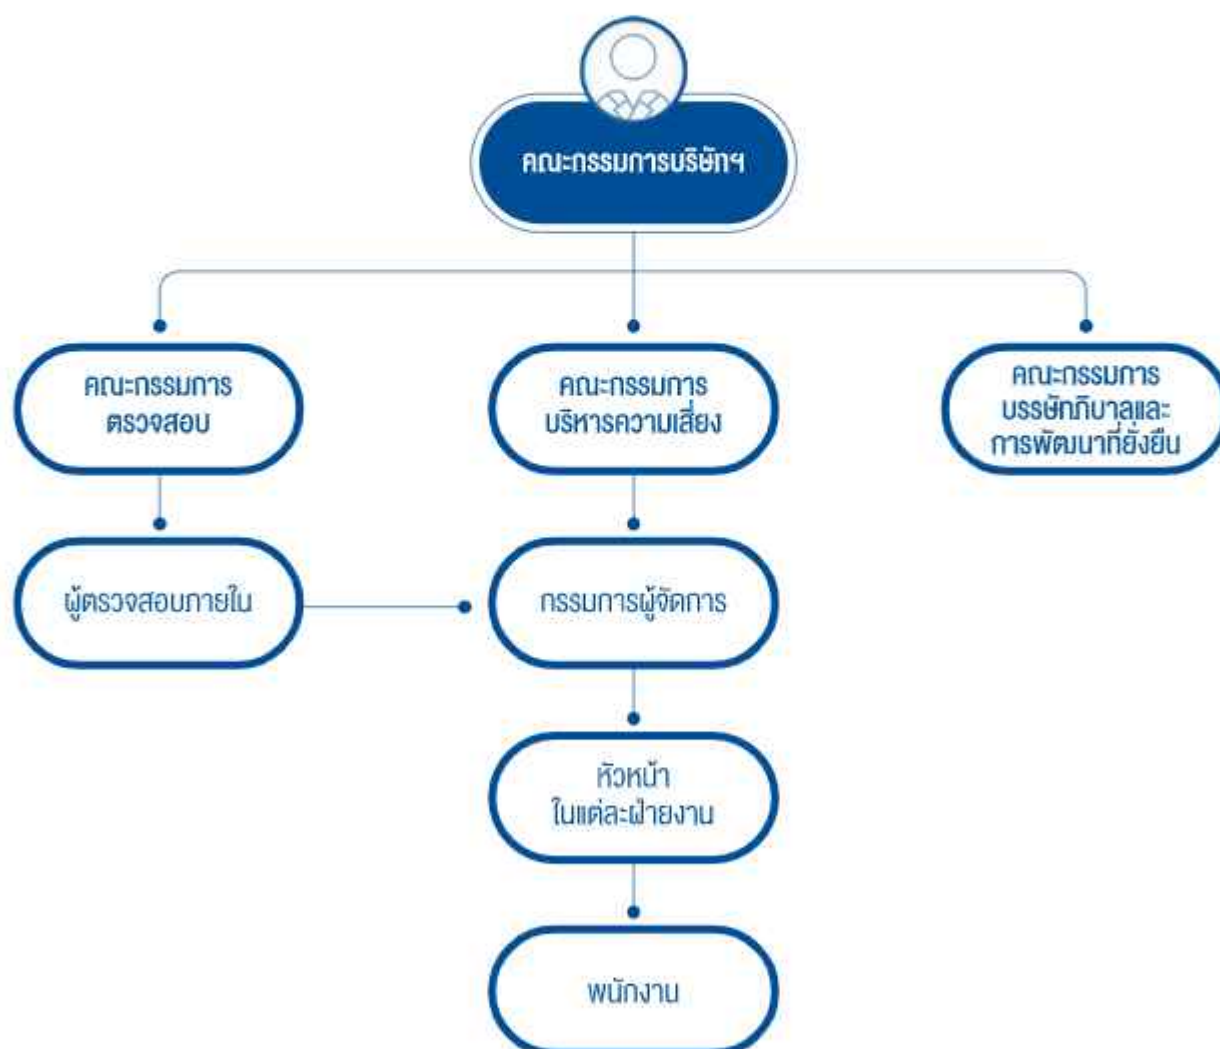 คณะกรรมการบริษัทฯ
คณะกรรมการ
ตรวจสอบ
คณะกรรมการ
บริหารความเสี่ยง
คณะกรรมการ
บรรษัทภิบาลและ
การพัฒนาที่ยั่งยืน
ผู้ตรวจสอบภายใน
กรรมการผู้จัดการ
หัวหน้า
ในแต่ละฝ่ายงาน
พนักงาน